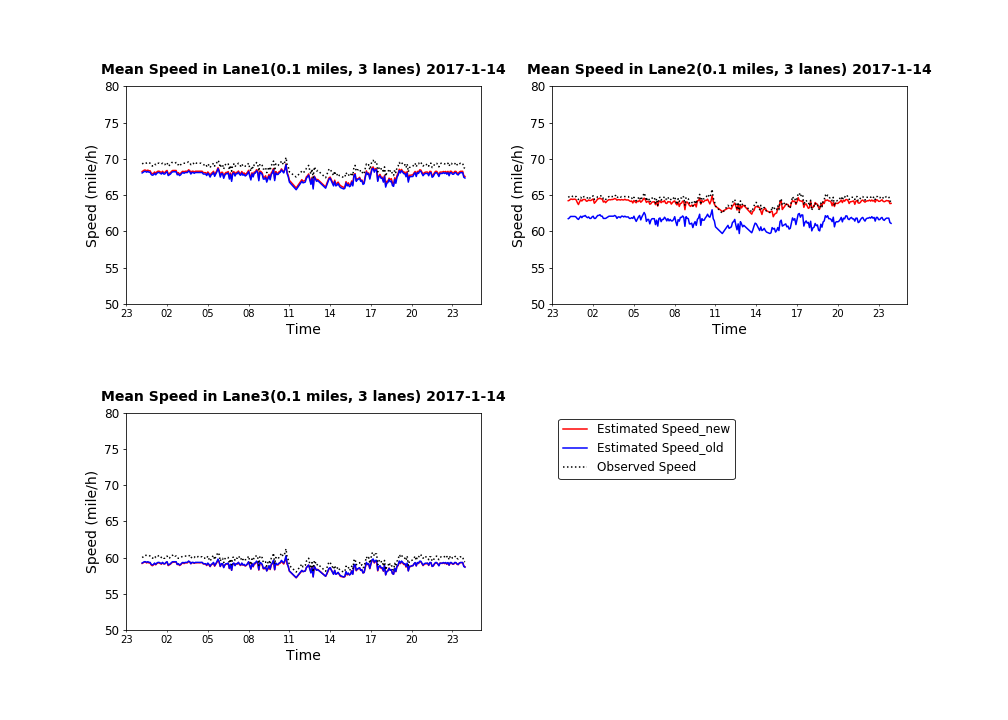 Mean Speed in Lane1(0.1 miles, 3 lanes) 2017-1-14
80
75
70
65
60
55
50
Speed (mile/h)
23 02 05 08 11 14 17 20 23
Time
Mean Speed in Lane2(0.1 miles, 3 lanes) 2017-1-14
80
75
70
65
60
55
50
Speed (mile/h)
23 02 05 08 11 14 17 20 23
Time
Mean Speed in Lane3(0.1 miles, 3 lanes) 2017-1-14
80
75
70
65
60
55
50
Speed (mile/h)
23 02 05 08 11 14 17 20 23
Time
Estimated Speed_new
Estimated Speed_old
Observed Speed